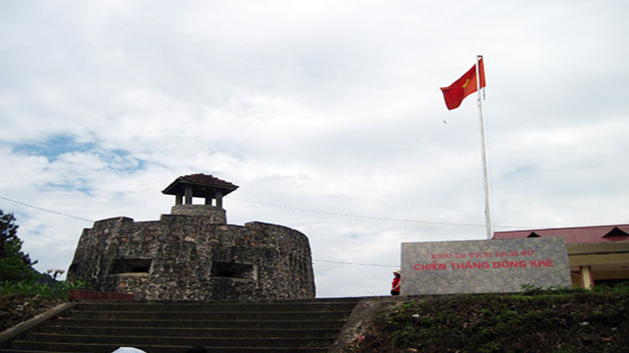 KHU DI TÍCH LỊCH SỬ
CHIẾN THẮNG ĐÔNG KHÊ